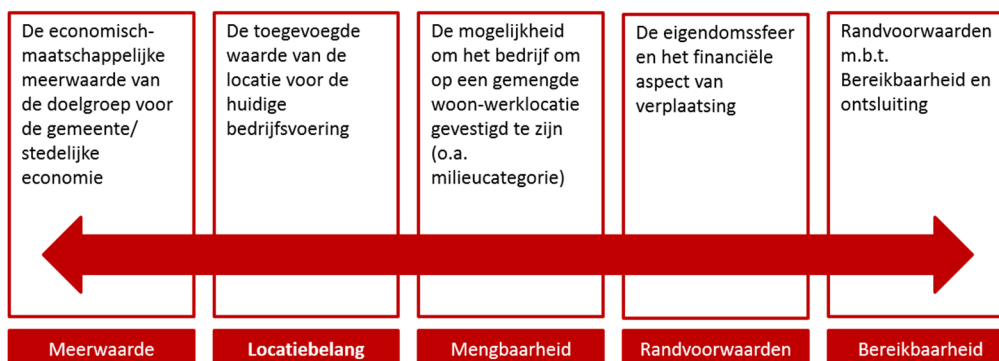 De economisch-
maatschappelijke
meerwaarde van
de doelgroep voor
de gemeente/
stedelijke
economie
De toegevoegde
waarde van de
locatie voor de
huidige
bedrijfsvoering
De mogelijkheid
om het bedrijf om
op een gemengde
woon-werklocatie
gevestigd te zijn
(o.a.
milieucategorie)
De eigendomssfeer
en het financiële
aspect van
verplaatsing
Randvoorwaarden
m.b.t.
Bereikbaarheid en
ontsluiting
Meerwaarde
Locatiebelang
Mengbaarheid
Randvoorwaarden
Bereikbaarheid